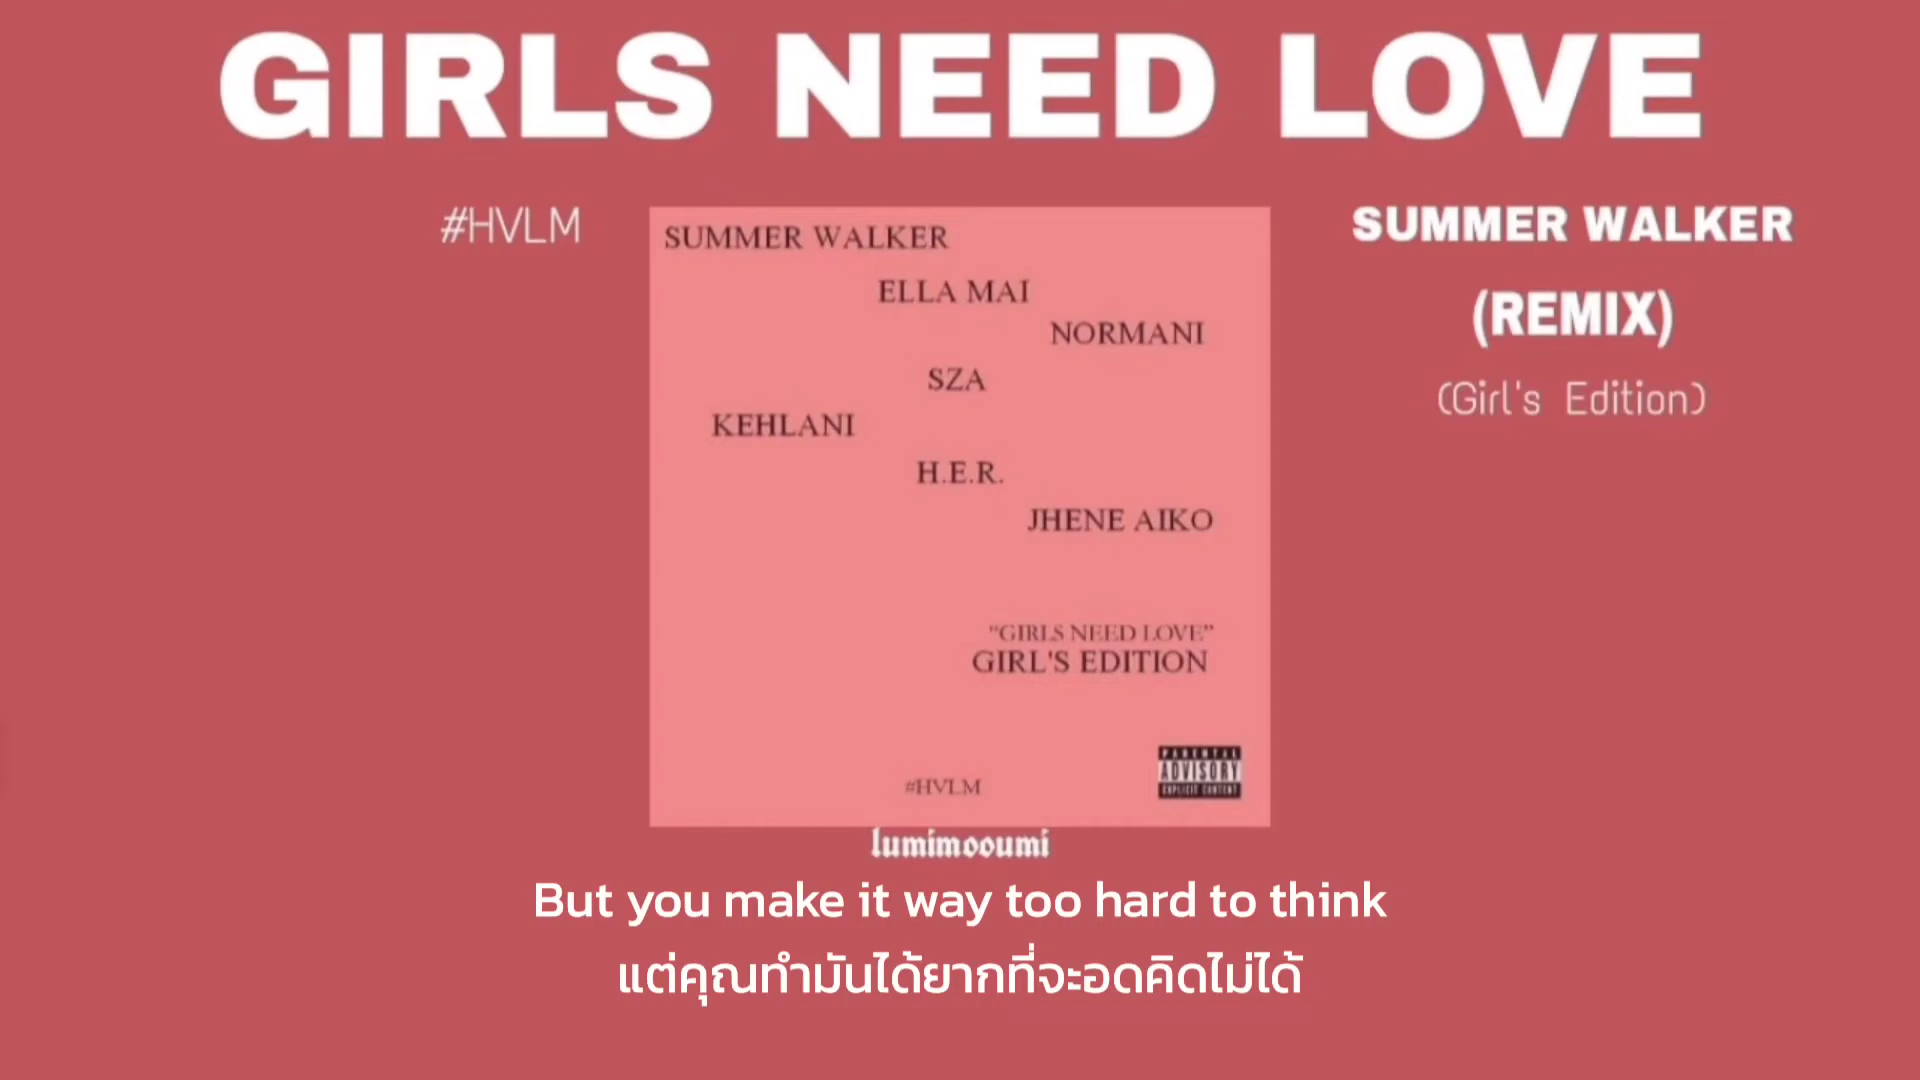 GIRLS NEED LOVE
#HVLM
SUMMER WALKER
(REMIX)
(Girl's Edition)
SUMMER WALKER
ELLA MAI
NORMANI
SZA
KEHLANI
H.E.R.
JHENE AIKO
“GIRLS NEED LOVE”
GIRL'S EDITION
#HVLM
PARENTAL
ADVISORY
EXPLICIT CONTENT
lumimooumi
But you make it way too hard to think
แต่คุณทำมันได้ยากที่จะอดคิดไม่ได้